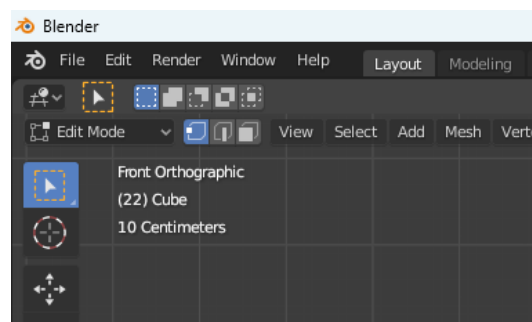 Blender
File Edit Render Window Help Layout Modeling
Edit Mode View Select Add Mesh Vert
Front Orthographic
(22) Cube
10 Centimeters